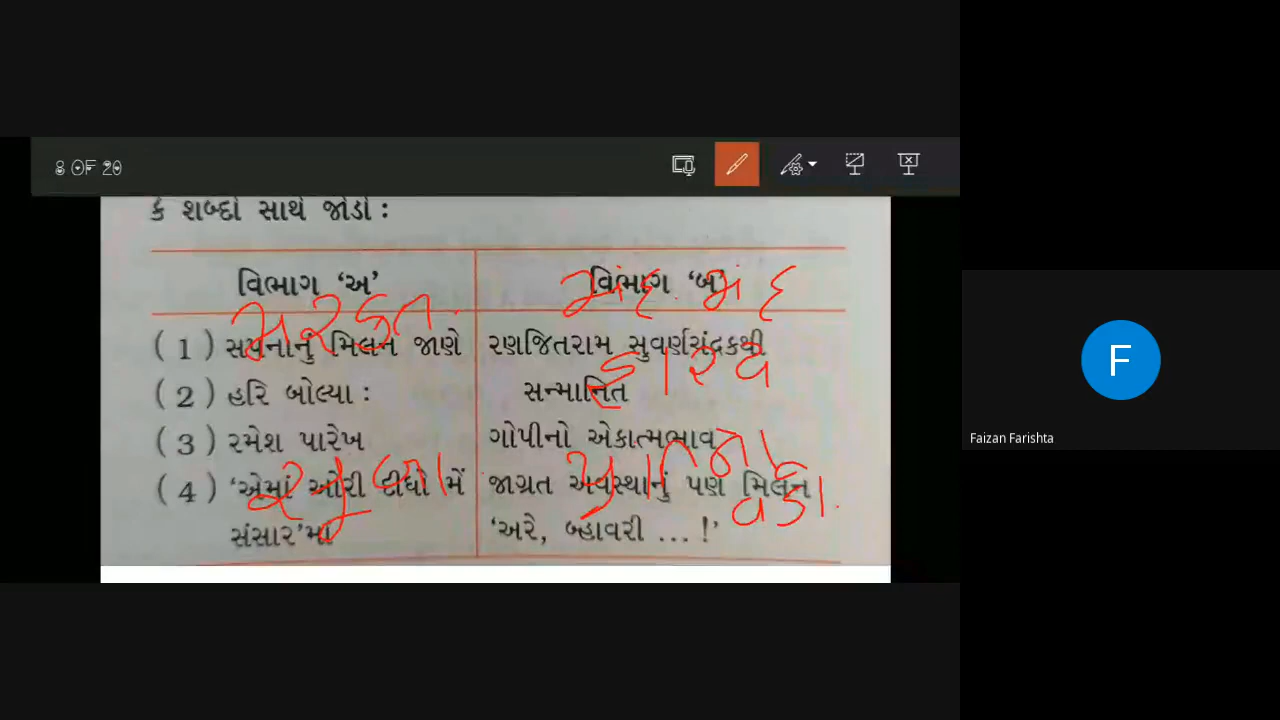 8 OF 20
કે શબ્દો સાથે જોડો :
વિભાગ ‘અ’ વિભાગ ‘બ’
મરકત. મંદ. મંદ
( 1 ) સપનાનું મિલન જાણે રણજિતરામ સુવર્ણચંદ્રકથી
( 2 ) હરિ બોલ્યા : સન્માનિત
( 3 ) રમેશ પારેખ ગોપીનો એકાત્મભાવ
( 4 ) ‘એમાં ઓરી દીધો મેં જાગ્રત અવસ્થાનું પણ મિલન
સંસાર’માં ‘અરે, બ્હાવરી ... !’
F
Faizan Farishta